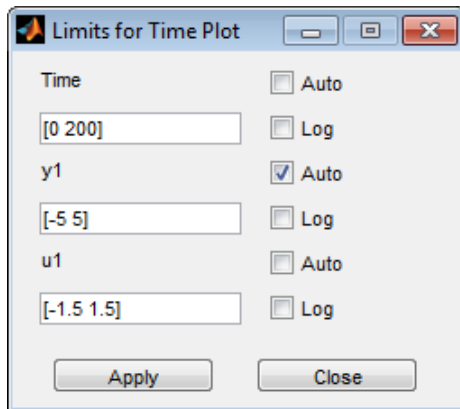 Limits for Time Plot
Time Auto
[0 200] Log
y1 Auto
[-5 5] Log
u1 Auto
[-1.5 1.5] Log
Apply Close